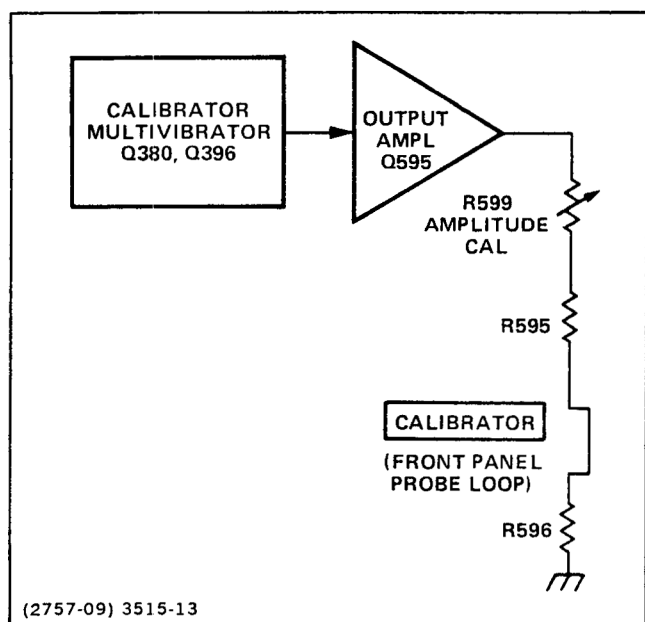 CALIBRATOR
MULTIVIBRATOR
Q380, Q396
OUTPUT
AMPL
Q595
R599
AMPLITUDE
CAL
R595
CALIBRATOR
(FRONT PANEL
PROBE LOOP)
R596
(2757-09) 3515-13